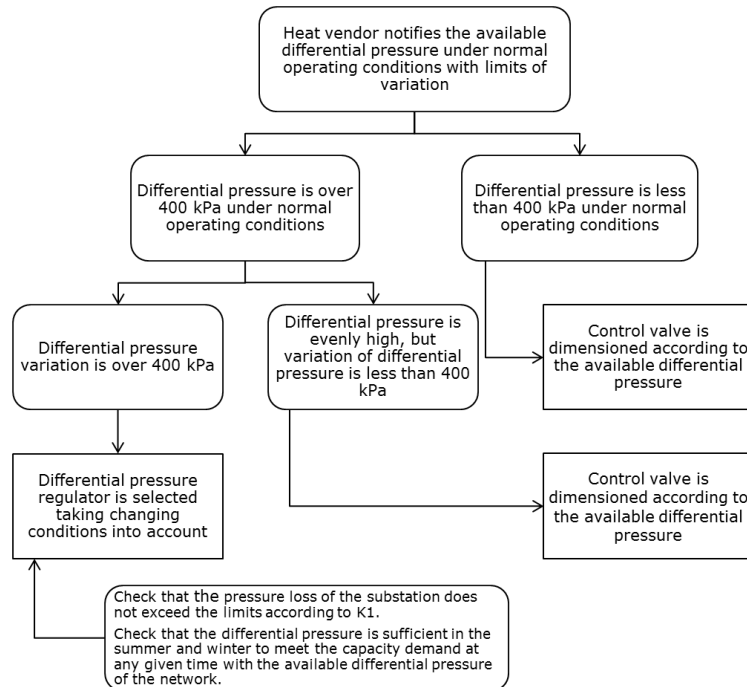 Heat vendor notifies the available
differential pressure under normal
operating conditions with limits of
variation
Differential pressure is over
400 kPa under normal
operating conditions
Differential pressure is less
than 400 kPa under normal
operating conditions
Differential pressure
variation is over 400 kPa
Differential pressure is
evenly high, but
variation of differential
pressure is less than 400
kPa
Control valve is
dimensioned according to
the available differential
pressure
Differential pressure
regulator is selected
taking changing
conditions into account
Control valve is
dimensioned according to
the available differential
pressure
Check that the pressure loss of the substation does
not exceed the limits according to K1.
Check that the differential pressure is sufficient in the
summer and winter to meet the capacity demand at
any given time with the available differential pressure
of the network.